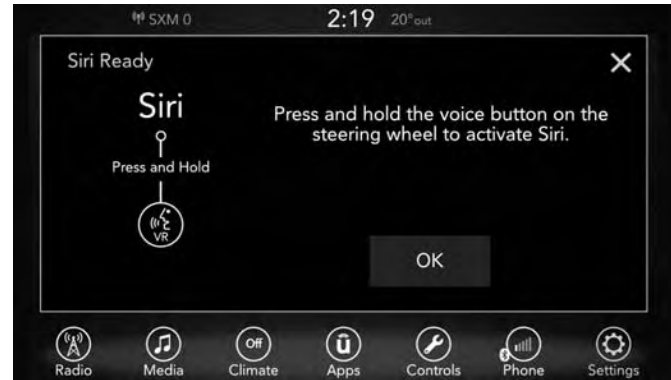 SXM 0 2:19 20° out
Siri Ready
Siri
Press and Hold
VR
Press and hold the voice button on the
steering wheel to activate Siri.
OK
Off
û
Radio Media Climate Apps Controls Phone Settings